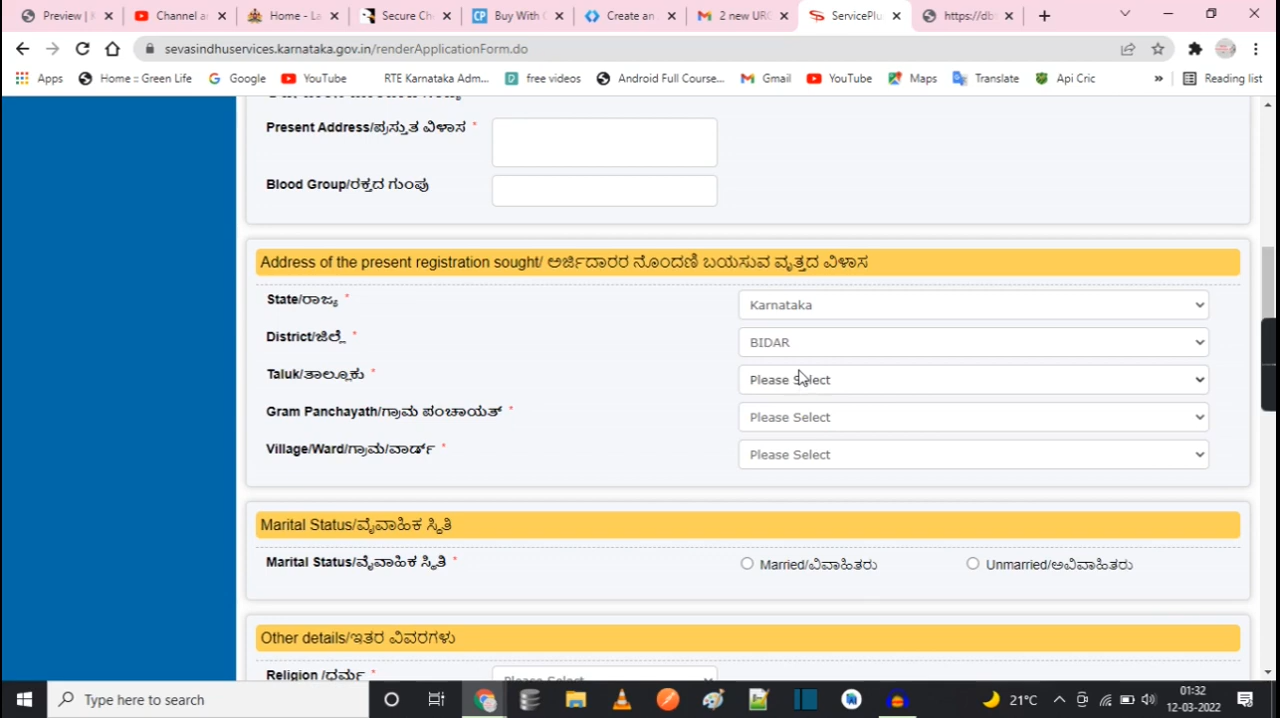 Preview |
Channel a
Home - La
Secure Ch
Buy With
Create an
2 new UR
ServicePlu
https://db
sevasindhuservices.karnataka.gov.in/renderApplicationForm.do
Apps
Home :: Green Life
Google
YouTube
RTE Karnataka Adm...
free videos
Android Full Course...
Gmail
YouTube
Maps
Translate
Api Cric
»
Reading list
Present Address/ಪ್ರಸ್ತುತ ವಿಳಾಸ *
Blood Group/ರಕ್ತದ ಗುಂಪು
Address of the present registration sought/ ಅರ್ಜಿದಾರರ ನೊಂದಣಿ ಬಯಸುವ ವೃತ್ತದ ವಿಳಾಸ
State/ರಾಜ್ಯ * Karnataka
District/ಜಿಲ್ಲೆ * BIDAR
Taluk/ತಾಲ್ಲೂಕು * Please Select
Gram Panchayath/ಗ್ರಾಮ ಪಂಚಾಯತ್ * Please Select
Village/Ward/ಗ್ರಾಮ/ವಾರ್ಡ್ * Please Select
Marital Status/ವೈವಾಹಿಕ ಸ್ಥಿತಿ
Marital Status/ವೈವಾಹಿಕ ಸ್ಥಿತಿ * Married/ವಿವಾಹಿತರು Unmarried/ಅವಿವಾಹಿತರು
Other details/ಇತರ ವಿವರಗಳು
Religion /ಧರ್ಮ * Please Select
Type here to search
21°C
01:32
12-03-2022